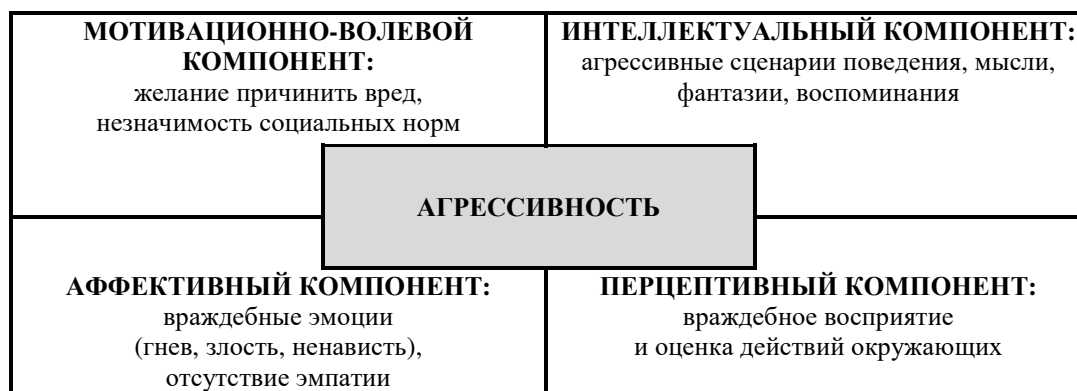 МОТИВАЦИОННО-ВОЛЕВОЙ
КОМПОНЕНТ:
желание причинить вред,
незначимость социальных норм
ИНТЕЛЛЕКТУАЛЬНЫЙ КОМПОНЕНТ:
агрессивные сценарии поведения, мысли,
фантазии, воспоминания
АГРЕССИВНОСТЬ
АФФЕКТИВНЫЙ КОМПОНЕНТ:
враждебные эмоции
(гнев, злость, ненависть),
отсутствие эмпатии
ПЕРЦЕПТИВНЫЙ КОМПОНЕНТ:
враждебное восприятие
и оценка действий окружающих